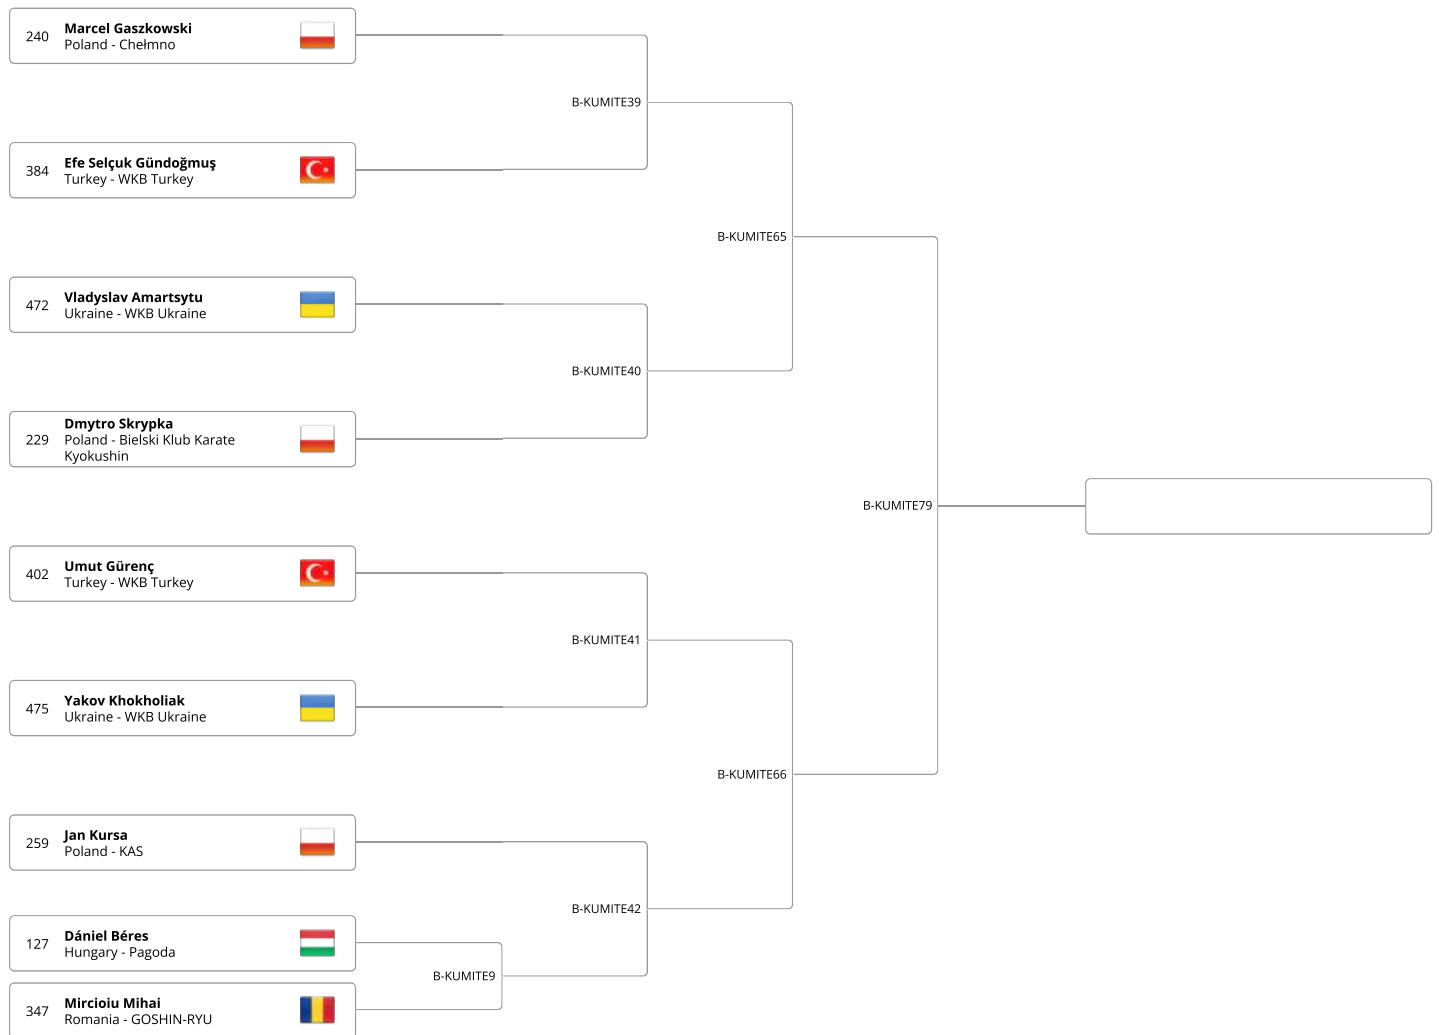 240
Marcel Gaszkowski
Poland - Chełmno
B-KUMITE39
384
Efe Selçuk Gündoğmuş
Turkey - WKB Turkey
B-KUMITE65
472
Vladyslav Amartsytu
Ukraine - WKB Ukraine
B-KUMITE40
229
Dmytro Skrypka
Poland - Bielski Klub Karate
Kyokushin
B-KUMITE79
402
Umut Gürenç
Turkey - WKB Turkey
B-KUMITE41
475
Yakov Khokholiak
Ukraine - WKB Ukraine
B-KUMITE66
259
Jan Kursa
Poland - KAS
B-KUMITE42
127
Dániel Béres
Hungary - Pagoda
B-KUMITE9
347
Mircioiu Mihai
Romania - GOSHIN-RYU